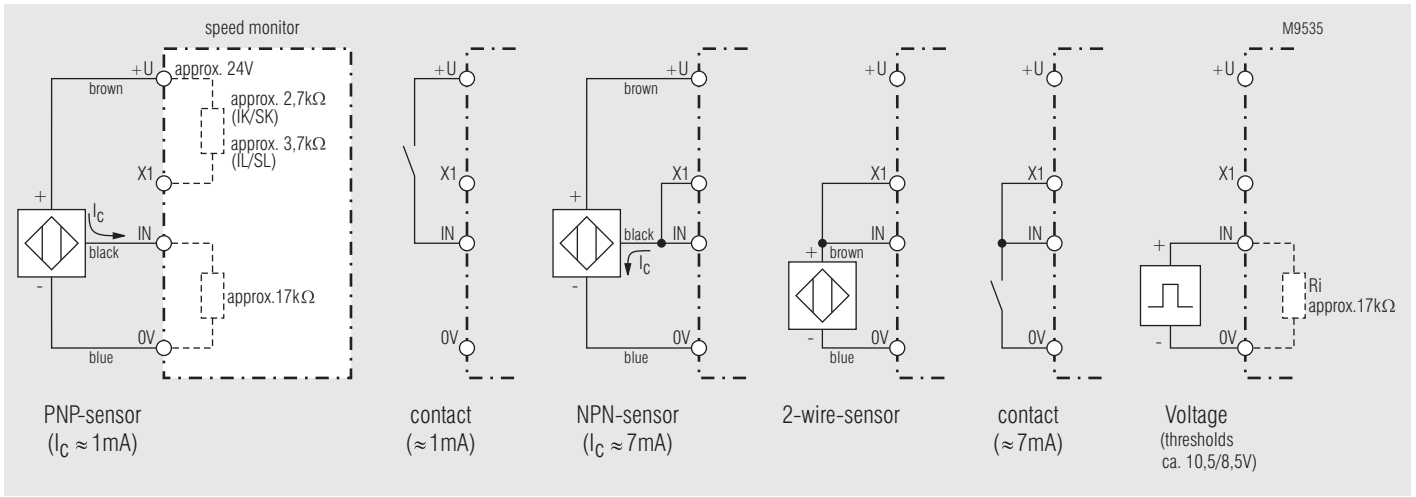 speed monitor
M9535
+U
approx. 24V
brown
approx. 2,7kΩ
(IK/SK)
approx. 3,7kΩ
(IL/SL)
X1
+
IC
IN
black
-
approx.17kΩ
0V
blue
PNP-sensor
(IC ≈ 1mA)
+U
X1
IN
0V
contact
(≈1mA)
+U
brown
X1
+
black
IN
IC
-
0V
blue
NPN-sensor
(IC ≈ 7mA)
+U
X1
IN
+
brown
-
0V
blue
2-wire-sensor
+U
X1
IN
0V
contact
(≈7mA)
+U
X1
IN
+
Ri
approx.17kΩ
-
0V
Voltage
(thresholds
ca. 10,5/8,5V)